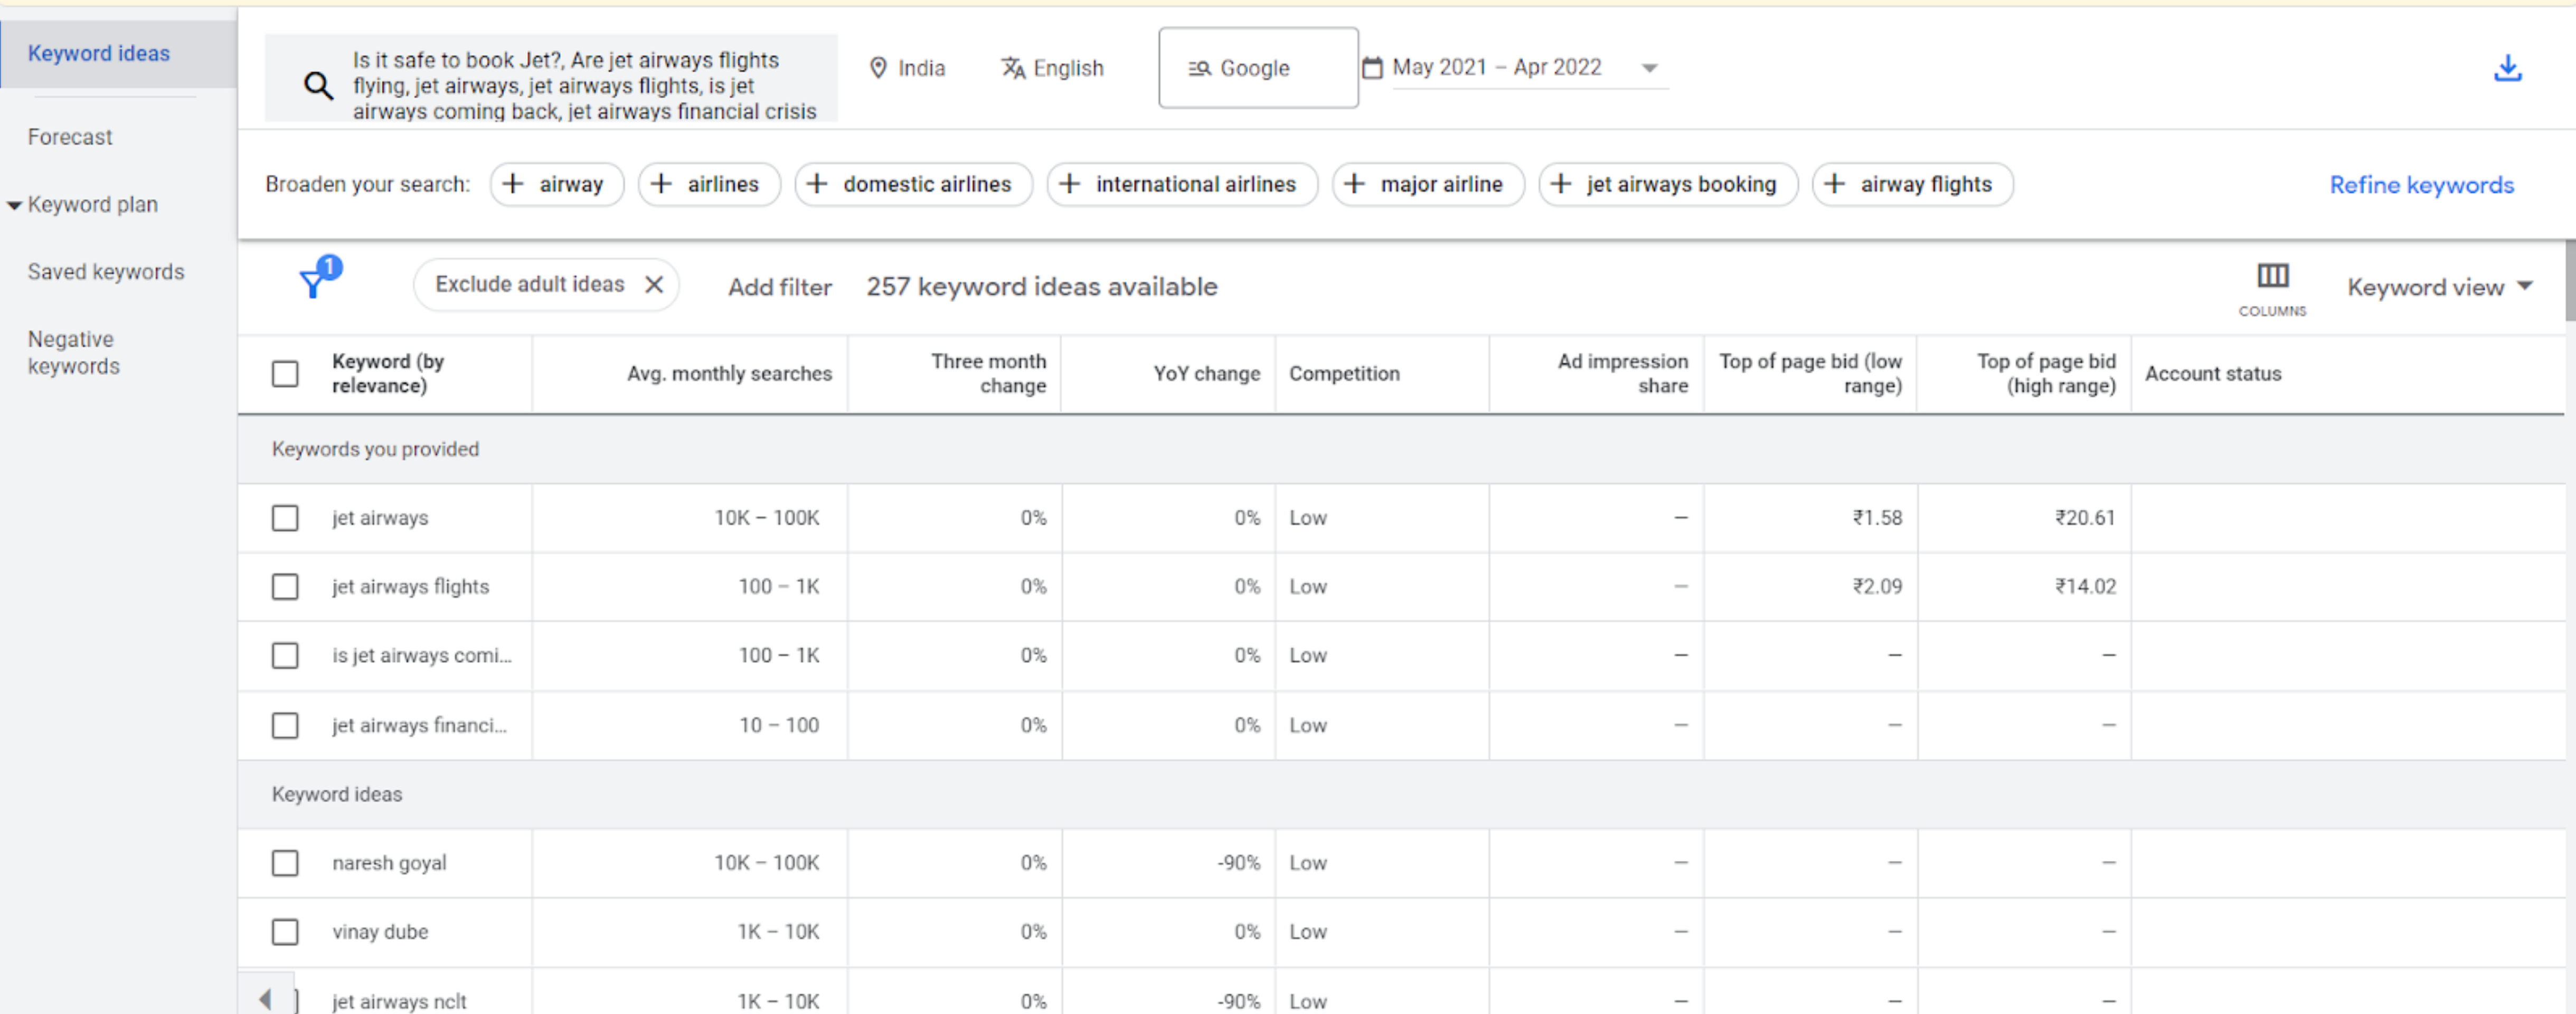 Keyword ideas
Forecast
Keyword plan
Saved keywords
Negative
keywords
Is it safe to book Jet?, Are jet airways flights
flying, jet airways, jet airways flights, is jet
airways coming back, jet airways financial crisis
India
English
Google
May 2021 – Apr 2022
Broaden your search:
airway
airlines
domestic airlines
international airlines
major airline
jet airways booking
airway flights
Refine keywords
1
Exclude adult ideas
Add filter
257 keyword ideas available
COLUMNS
Keyword view
Keyword (by
relevance)
Avg. monthly searches
Three month
change
YoY change
Competition
Ad impression
share
Top of page bid (low
range)
Top of page bid
(high range)
Account status
Keywords you provided
jet airways 10K – 100K 0% 0% Low – ₹1.58 ₹20.61
jet airways flights 100 – 1K 0% 0% Low – ₹2.09 ₹14.02
is jet airways comi... 100 – 1K 0% 0% Low – – –
jet airways financi... 10 – 100 0% 0% Low – – –
Keyword ideas
naresh goyal 10K – 100K 0% -90% Low – – –
vinay dube 1K – 10K 0% 0% Low – – –
jet airways nclt 1K – 10K 0% -90% Low – – –